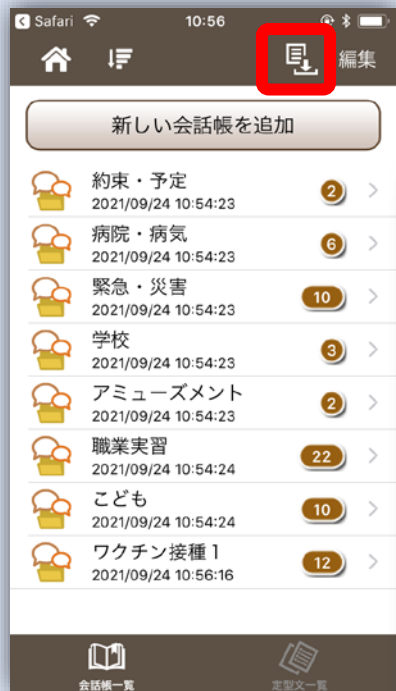 Safari 10:56
編集
新しい会話帳を追加
約束・予定
2021/09/24 10:54:23
2
病院・病気
2021/09/24 10:54:23
6
緊急・災害
2021/09/24 10:54:23
10
学校
2021/09/24 10:54:23
3
アミューズメント
2021/09/24 10:54:23
2
職業実習
2021/09/24 10:54:24
22
こども
2021/09/24 10:54:24
10
ワクチン接種1
2021/09/24 10:56:16
12
会話帳一覧 定型文一覧